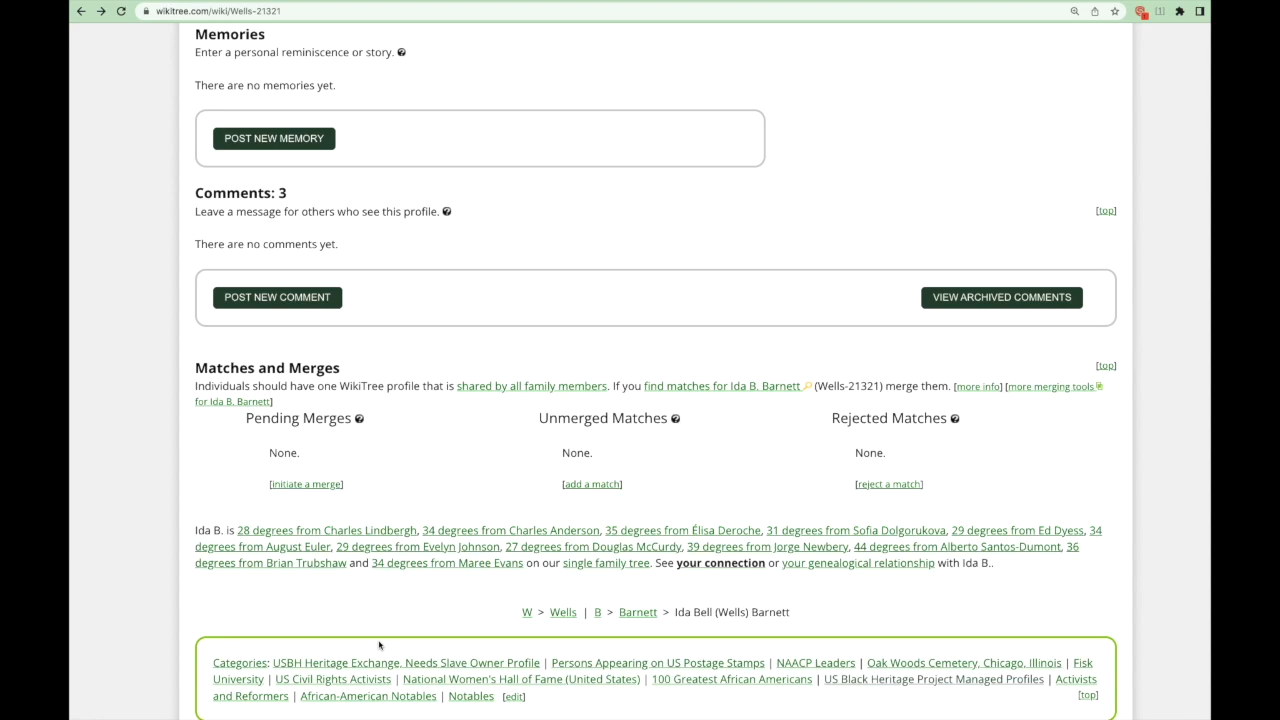 wikitree.com/wiki/Wells-21321
Memories
Enter a personal reminiscence or story.
There are no memories yet.
POST NEW MEMORY
Comments: 3
Leave a message for others who see this profile.
[top]
There are no comments yet.
POST NEW COMMENT
VIEW ARCHIVED COMMENTS
Matches and Merges
[top]
Individuals should have one WikiTree profile that is shared by all family members. If you find matches for Ida B. Barnett (Wells-21321) merge them. [more info] [more merging tools
for Ida B. Barnett]
Pending Merges
Unmerged Matches
Rejected Matches
None.
None.
None.
[initiate a merge]
[add a match]
[reject a match]
Ida B. is 28 degrees from Charles Lindbergh, 34 degrees from Charles Anderson, 35 degrees from Élisa Deroche, 31 degrees from Sofia Dolgorukova, 29 degrees from Ed Dyess, 34
degrees from August Euler, 29 degrees from Evelyn Johnson, 27 degrees from Douglas McCurdy, 39 degrees from Jorge Newbery, 44 degrees from Alberto Santos-Dumont, 36
degrees from Brian Trubshaw and 34 degrees from Maree Evans on our single family tree. See your connection or your genealogical relationship with Ida B..
W > Wells | B > Barnett > Ida Bell (Wells) Barnett
Categories: USBH Heritage Exchange, Needs Slave Owner Profile | Persons Appearing on US Postage Stamps | NAACP Leaders | Oak Woods Cemetery, Chicago, Illinois | Fisk
University | US Civil Rights Activists | National Women's Hall of Fame (United States) | 100 Greatest African Americans | US Black Heritage Project Managed Profiles | Activists
and Reformers | African-American Notables | Notables [edit]
[top]